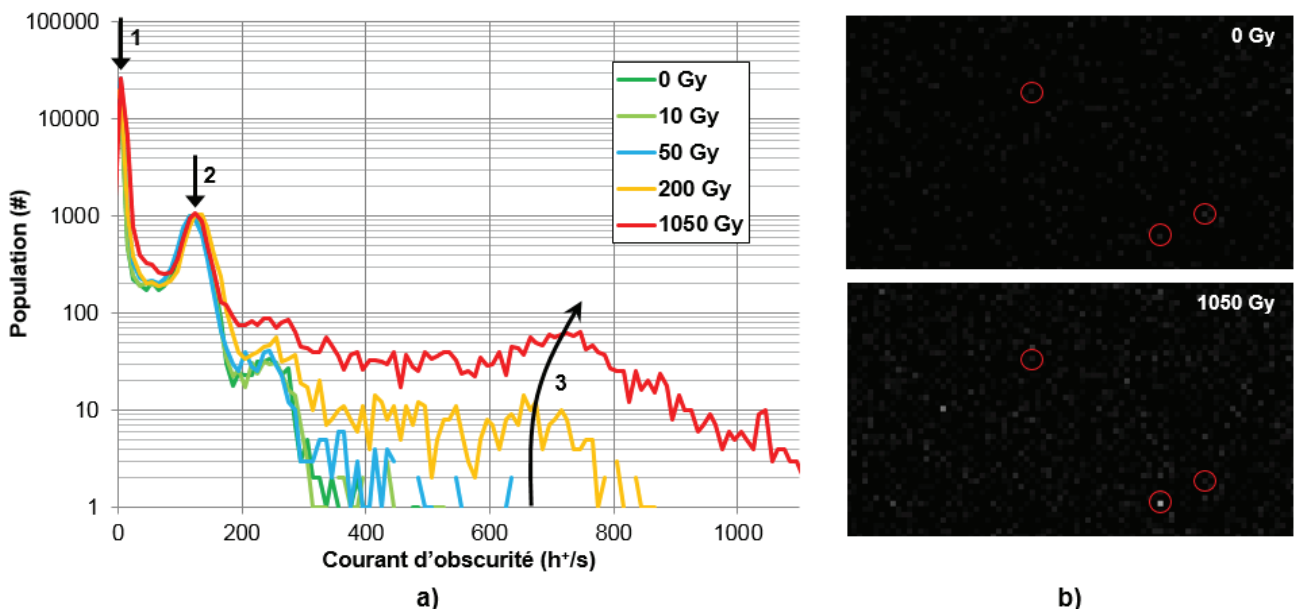 100000
10000
1000
100
10
1
Population (#)
1
2
3
0 Gy
10 Gy
50 Gy
200 Gy
1050 Gy
0 200 400 600 800 1000
Courant d'obscurité (h⁺/s)
a)
0 Gy
1050 Gy
b)